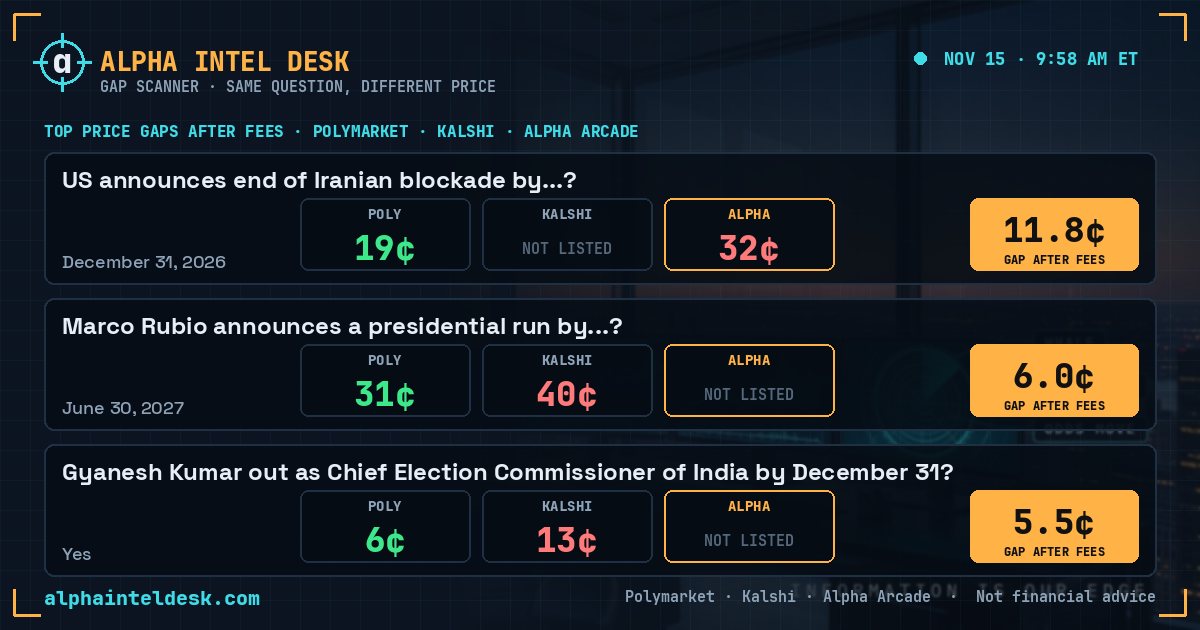 a
ALPHA INTEL DESK
GAP SCANNER · SAME QUESTION, DIFFERENT PRICE
NOV 15 · 9:58 AM ET
TOP PRICE GAPS AFTER FEES · POLYMARKET · KALSHI · ALPHA ARCADE
US announces end of Iranian blockade by...?
December 31, 2026
POLY
19¢
KALSHI
NOT LISTED
ALPHA
32¢
11.8¢
GAP AFTER FEES
Marco Rubio announces a presidential run by...?
June 30, 2027
POLY
31¢
KALSHI
40¢
ALPHA
NOT LISTED
6.0¢
GAP AFTER FEES
Gyanesh Kumar out as Chief Election Commissioner of India by December 31?
Yes
POLY
6¢
KALSHI
13¢
ALPHA
NOT LISTED
5.5¢
GAP AFTER FEES
INFORMATION IS OUR EDGE
alphainteldesk.com
Polymarket · Kalshi · Alpha Arcade · Not financial advice